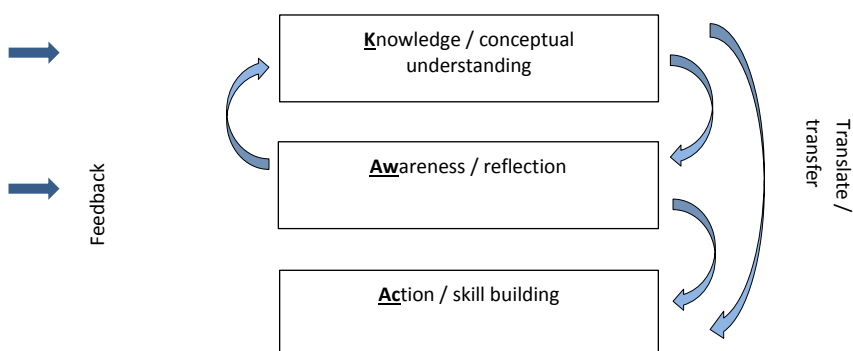 Knowledge / conceptual
understanding
Awareness / reflection
Action / skill building
Feedback
Translate /
transfer